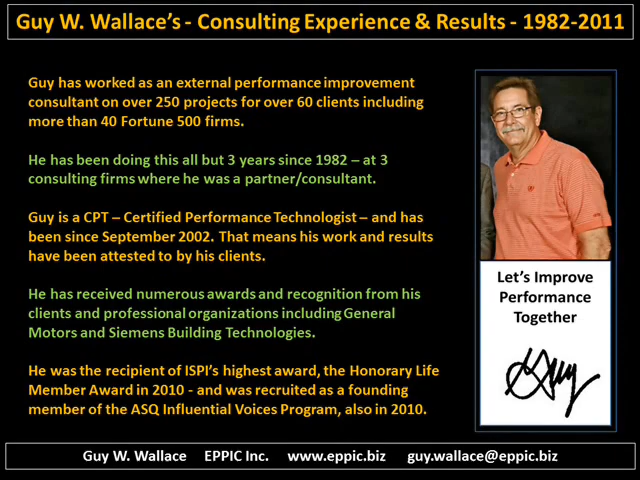 Guy W. Wallace's - Consulting Experience & Results - 1982-2011
Guy has worked as an external performance improvement
consultant on over 250 projects for over 60 clients including
more than 40 Fortune 500 firms.
He has been doing this all but 3 years since 1982 – at 3
consulting firms where he was a partner/consultant.
Guy is a CPT – Certified Performance Technologist – and has
been since September 2002. That means his work and results
have been attested to by his clients.
He has received numerous awards and recognition from his
clients and professional organizations including General
Motors and Siemens Building Technologies.
He was the recipient of ISPI's highest award, the Honorary Life
Member Award in 2010 - and was recruited as a founding
member of the ASQ Influential Voices Program, also in 2010.
Let's Improve
Performance
Together
Guy
Guy W. Wallace EPPIC Inc. www.eppic.biz guy.wallace@eppic.biz